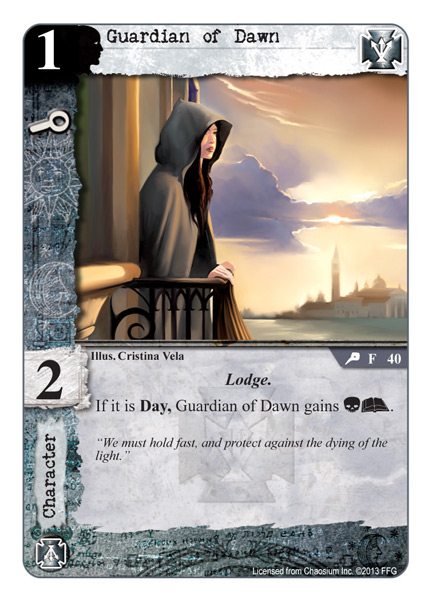 1
Guardian of Dawn
Illus. Cristina Vela
F 40
2
Lodge.
If it is Day, Guardian of Dawn gains .
“We must hold fast, and protect against the dying of the
light.”
Character
Licensed from Chaosium Inc. ©2013 FFG